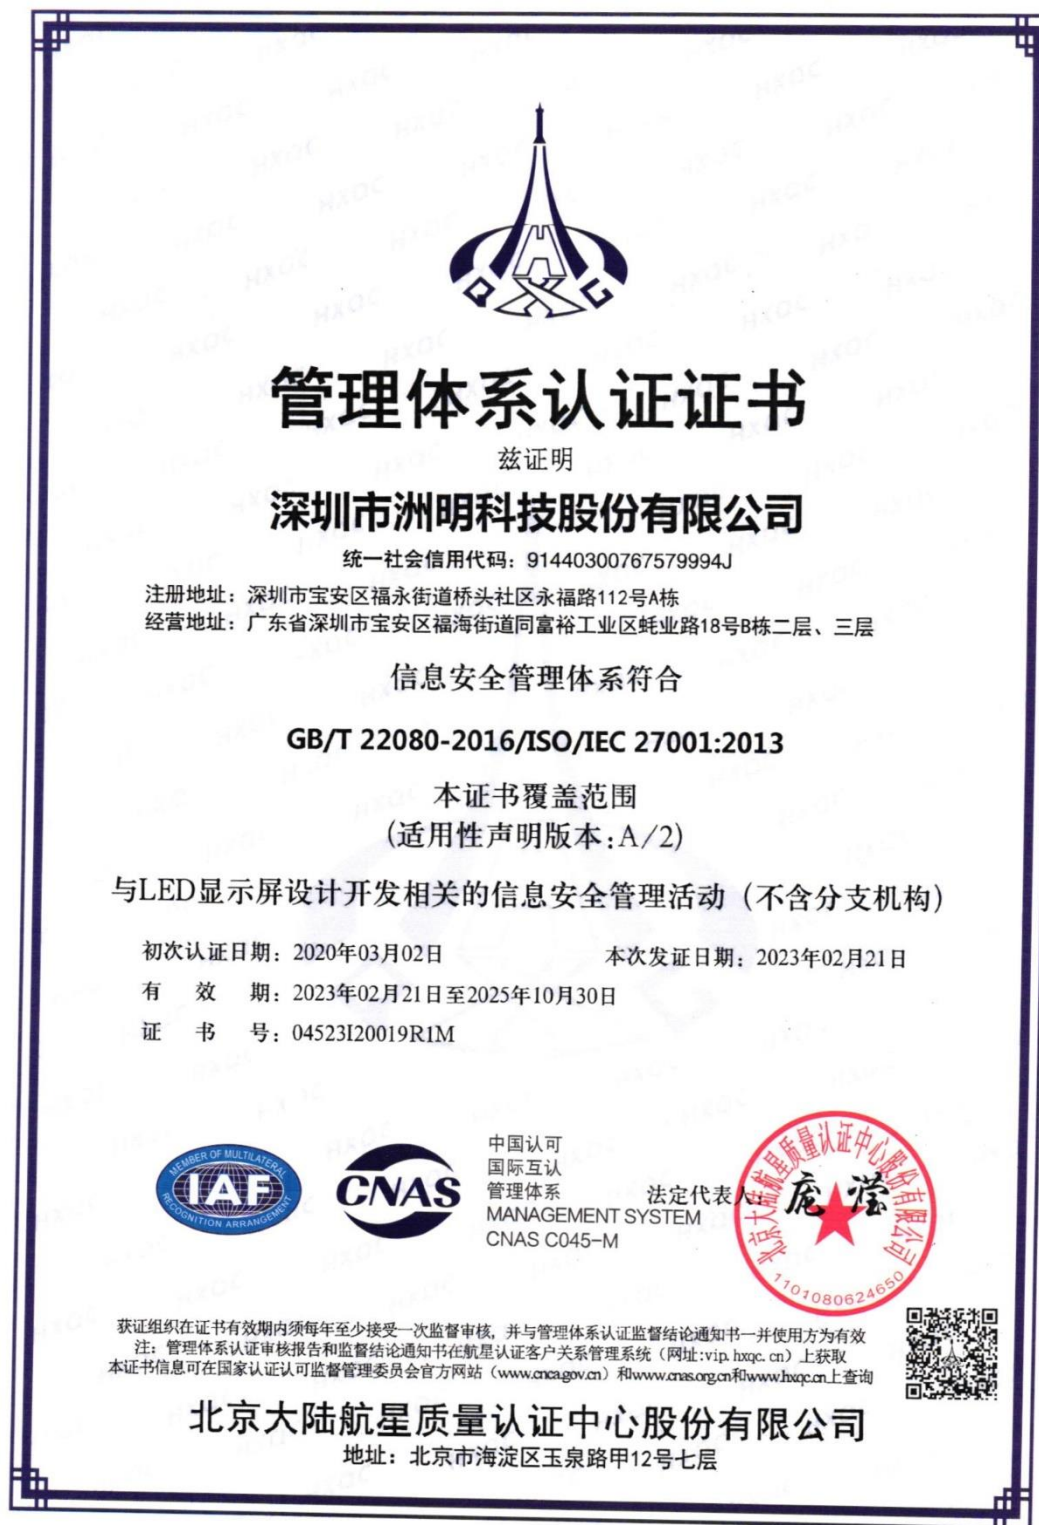 HXQC
管理体系认证证书
兹证明
深圳市洲明科技股份有限公司
统一社会信用代码：91440300767579994J
注册地址：深圳市宝安区福永街道桥头社区永福路112号A栋
经营地址：广东省深圳市宝安区福海街道同富裕工业区蚝业路18号B栋二层、三层
信息安全管理体系符合
GB/T 22080-2016/ISO/IEC 27001:2013
本证书覆盖范围
(适用性声明版本:A/2)
与LED显示屏设计开发相关的信息安全管理活动（不含分支机构）
初次认证日期：2020年03月02日 本次发证日期：2023年02月21日
有效期：2023年02月21日至2025年10月30日
证书号：04523I20019R1M
MEMBER OF MULTILATERAL
IAF
RECOGNITION ARRANGEMENT
CNAS
中国认可
国际互认
管理体系
MANAGEMENT SYSTEM
CNAS C045-M
法定代表人：庞滢
北京大陆航星质量认证中心股份有限公司
1101080624650
获证组织在证书有效期内须每年至少接受一次监督审核，并与管理体系认证监督结论通知书一并使用方为有效
注：管理体系认证审核报告和监督结论通知书在航星认证客户关系管理系统（网址:vip.hxqc.cn）上获取
本证书信息可在国家认证认可监督管理委员会官方网站（www.cnca.gov.cn）和www.cnas.org.cn和www.hxqc.cn上查询
北京大陆航星质量认证中心股份有限公司
地址：北京市海淀区玉泉路甲12号七层